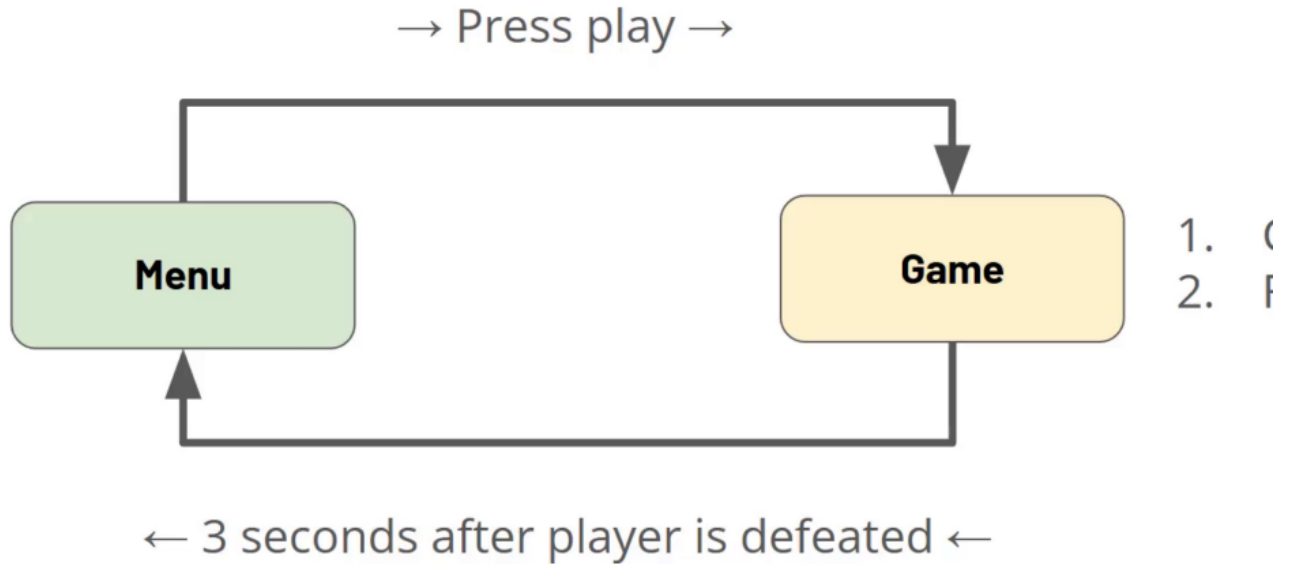 → Press play →
Menu
Game
1.
2.
← 3 seconds after player is defeated ←